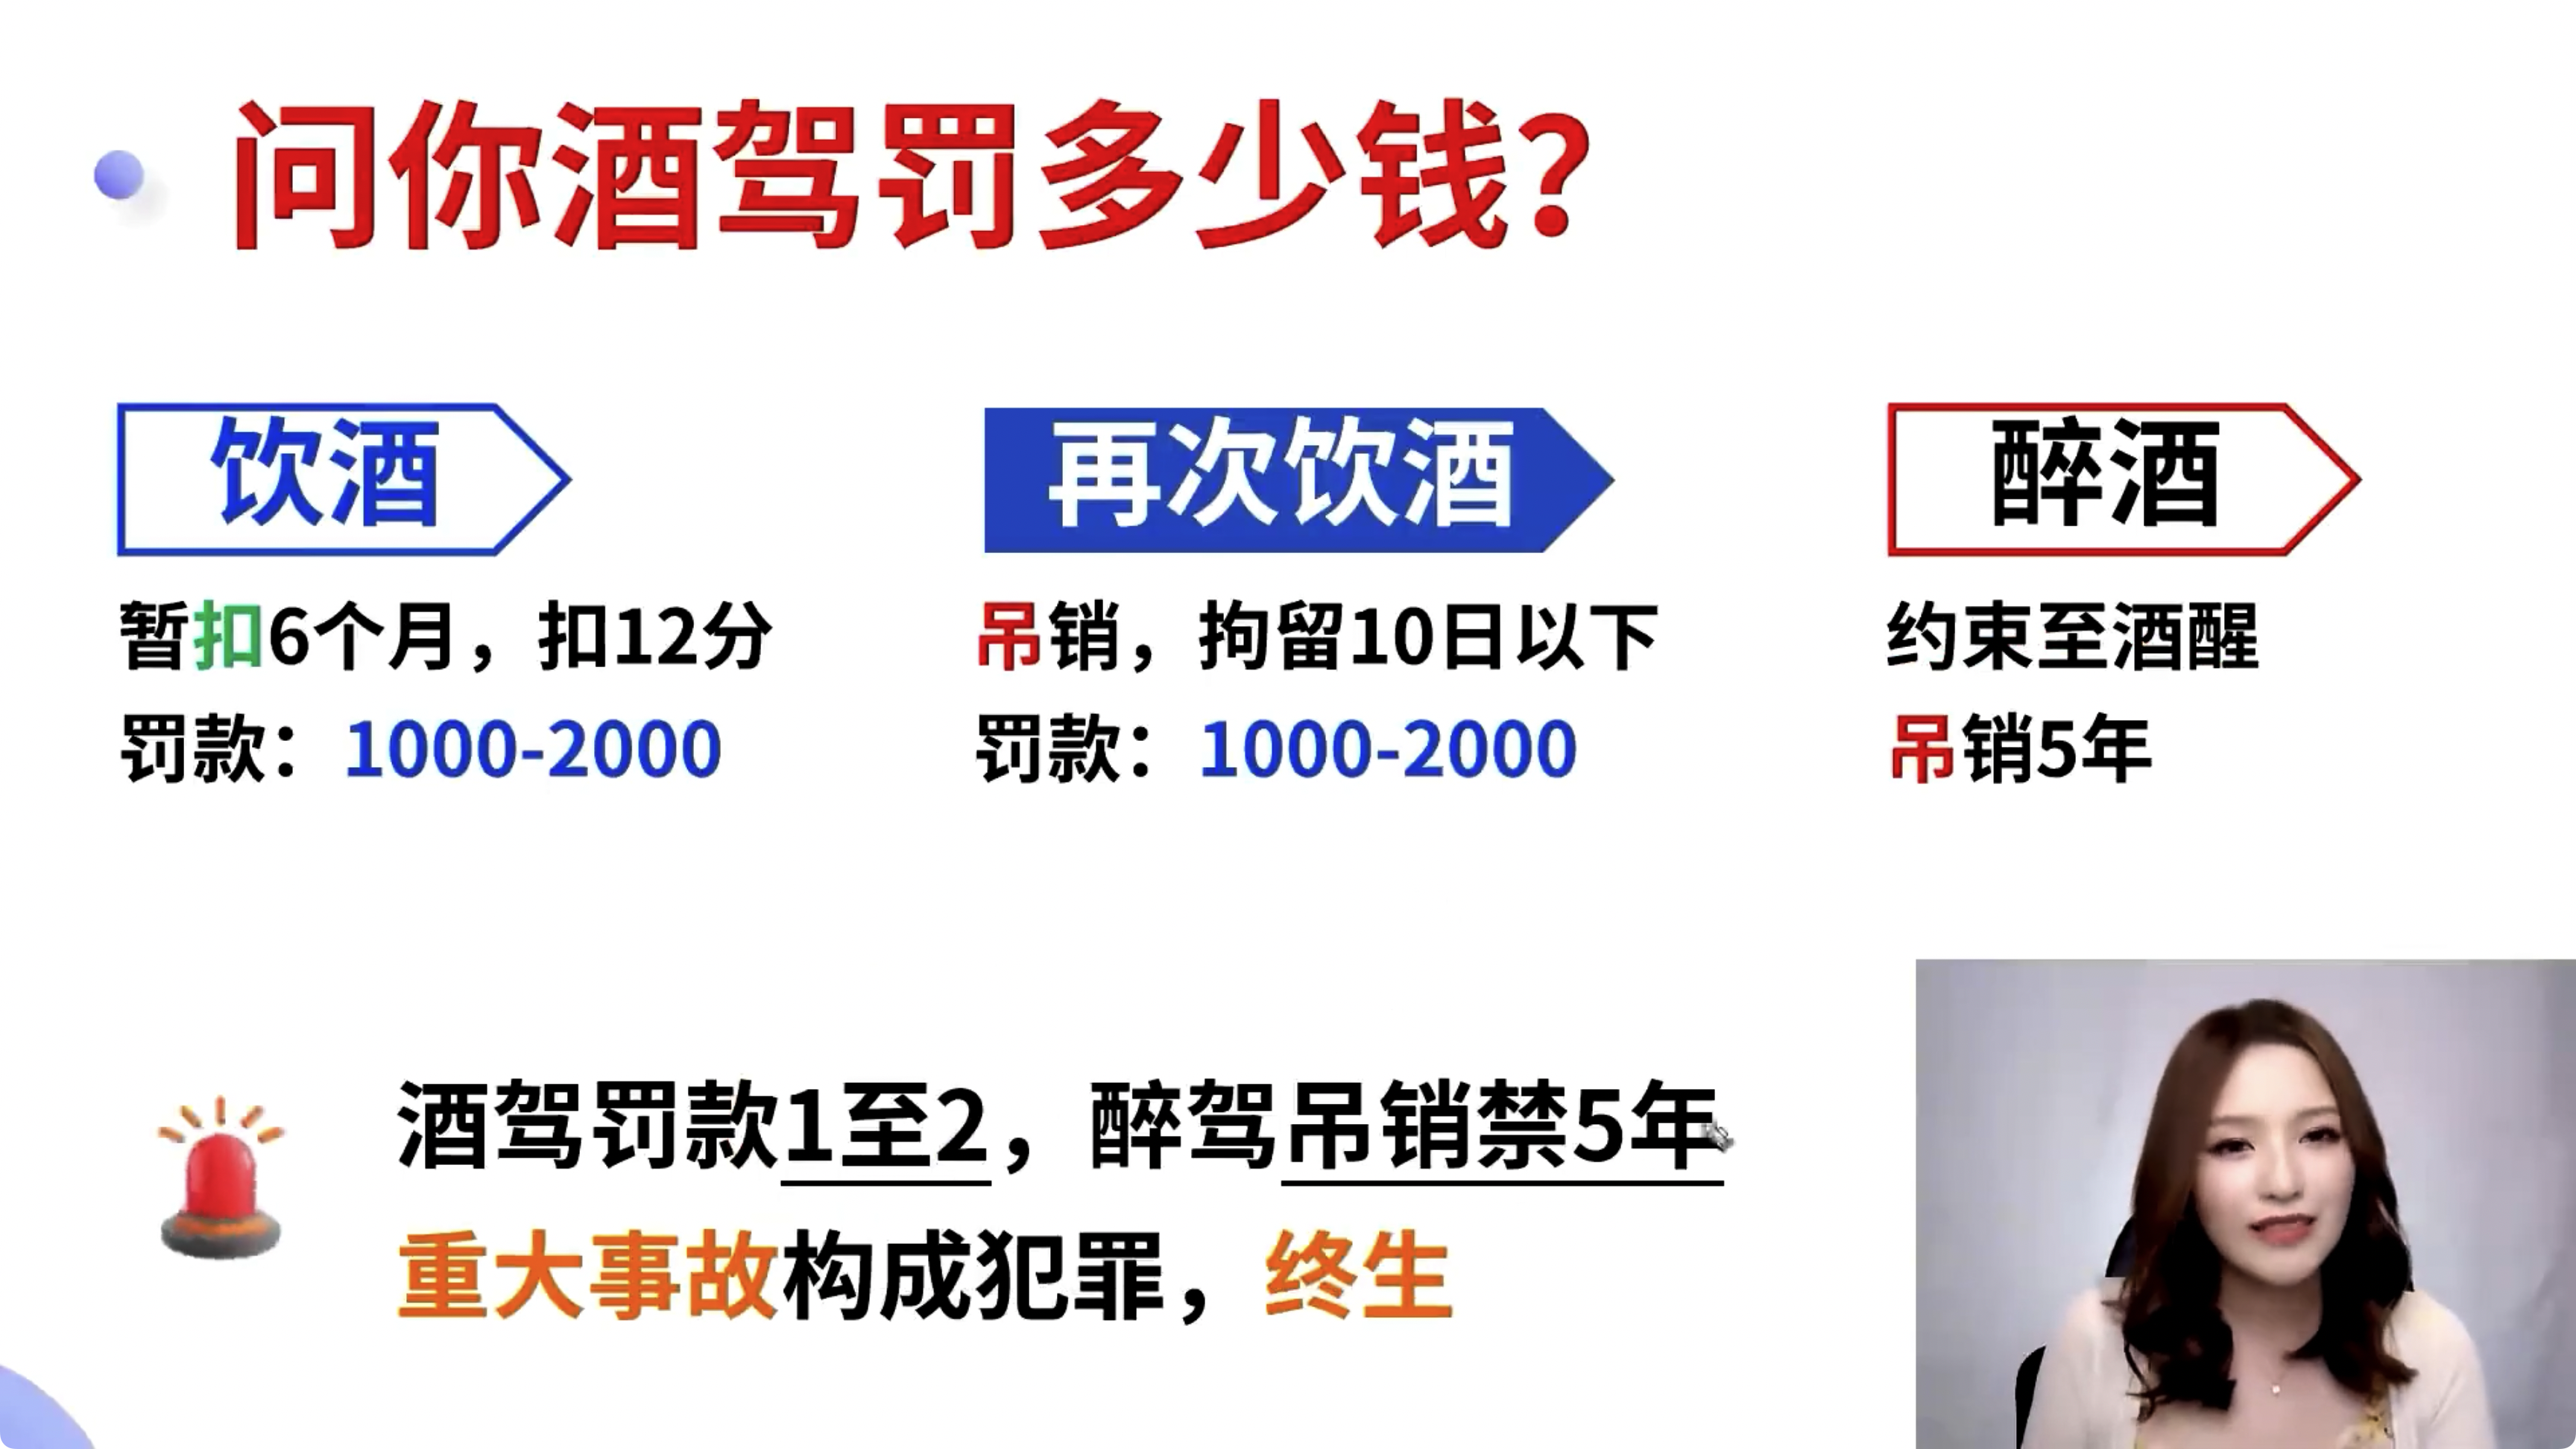 问你酒驾罚多少钱？
饮酒
暂扣6个月，扣12分
罚款：1000-2000
再次饮酒
吊销，拘留10日以下
罚款：1000-2000
醉酒
约束至酒醒
吊销5年
酒驾罚款1至2，醉驾吊销禁5年
重大事故构成犯罪，终生